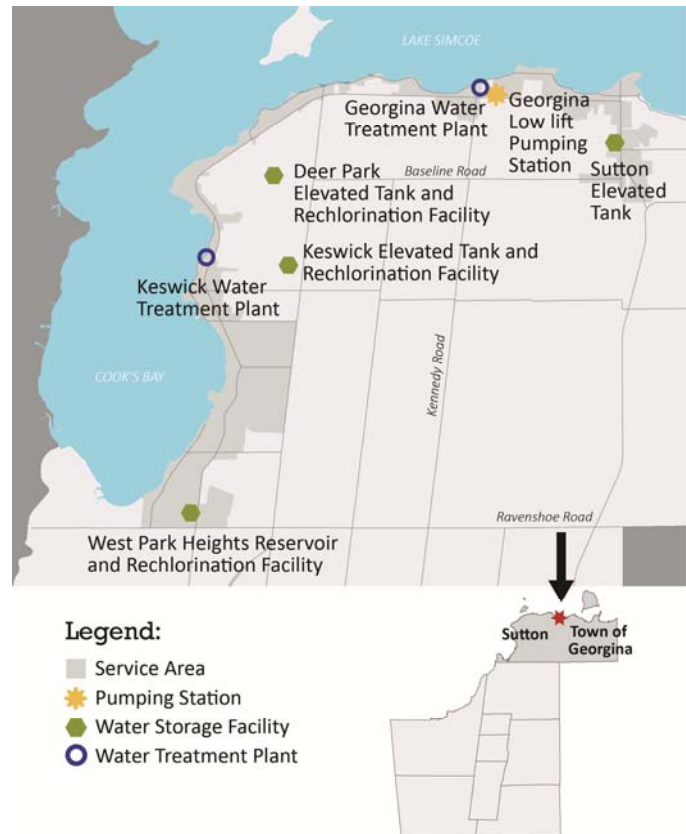 LAKE SIMCOE
Georgina Water
Treatment Plant
Georgina
Low lift
Pumping
Station
Sutton
Elevated
Tank
Baseline Road
Deer Park
Elevated Tank and
Rechlorination Facility
Keswick Elevated Tank and
Rechlorination Facility
Keswick Water
Treatment Plant
COOK'S BAY
Kennedy Road
Ravenshoe Road
West Park Heights Reservoir
and Rechlorination Facility
Legend:
Service Area
Pumping Station
Water Storage Facility
Water Treatment Plant
Sutton
Town of
Georgina